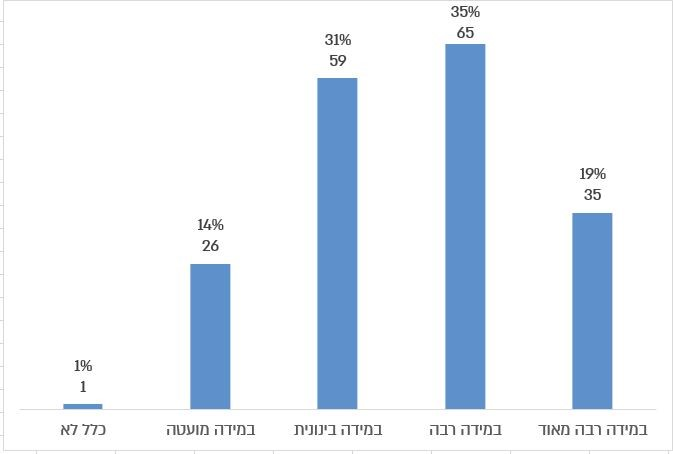 35%
65
31%
59
19%
35
14%
26
1%
1
כלל לא
במידה מועטה
במידה בינונית
במידה רבה
במידה רבה מאוד